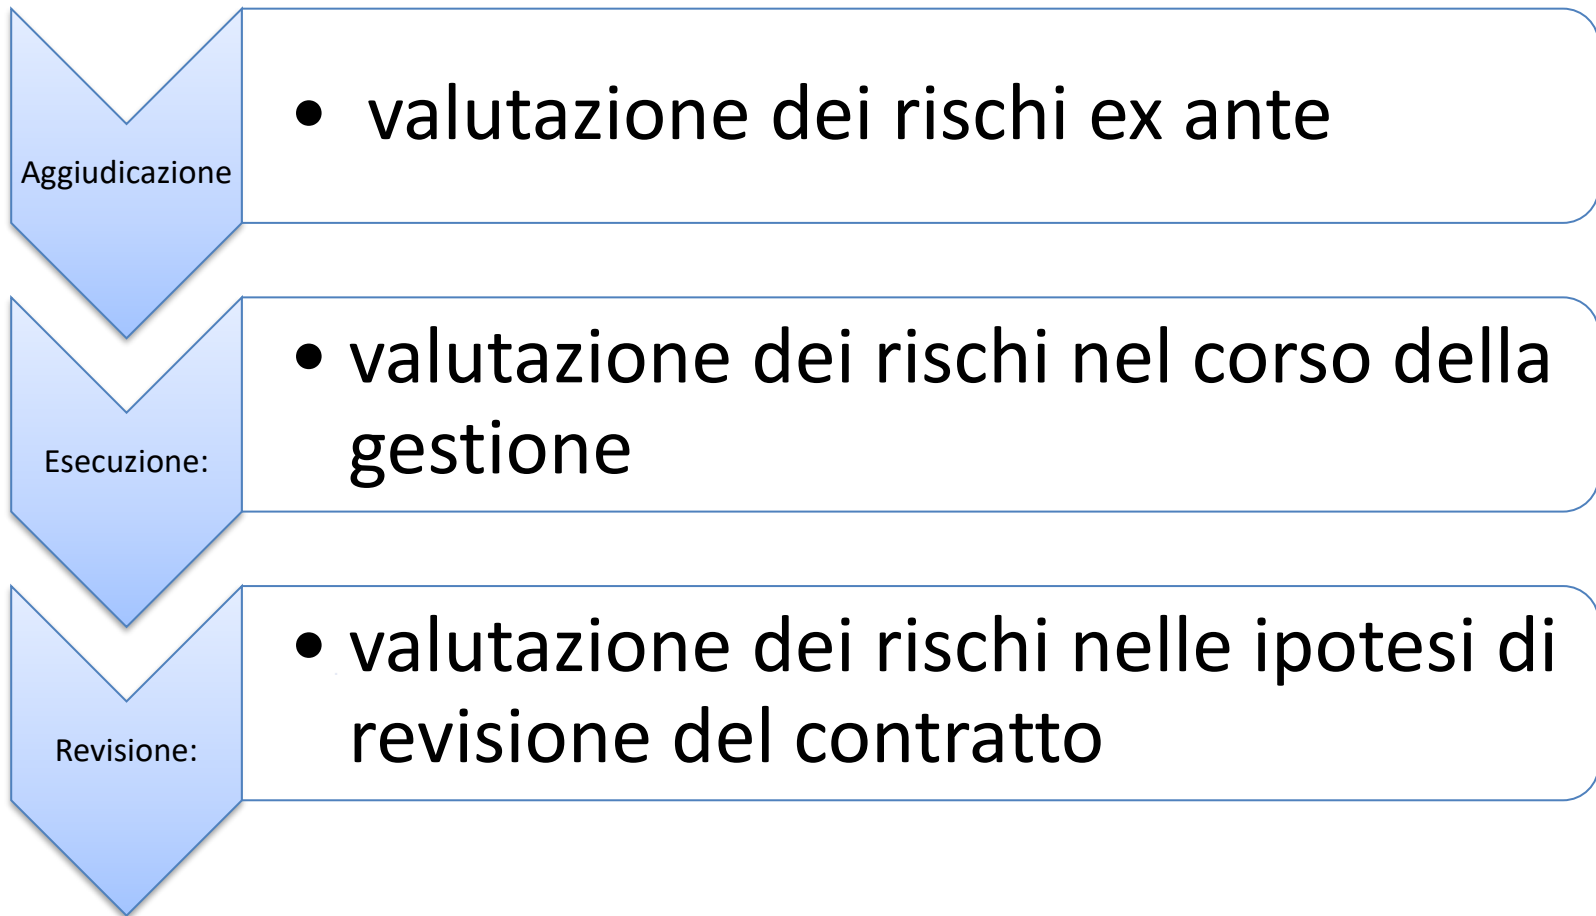 Aggiudicazione
• valutazione dei rischi ex ante
Esecuzione:
• valutazione dei rischi nel corso della
gestione
Revisione:
• valutazione dei rischi nelle ipotesi di
revisione del contratto